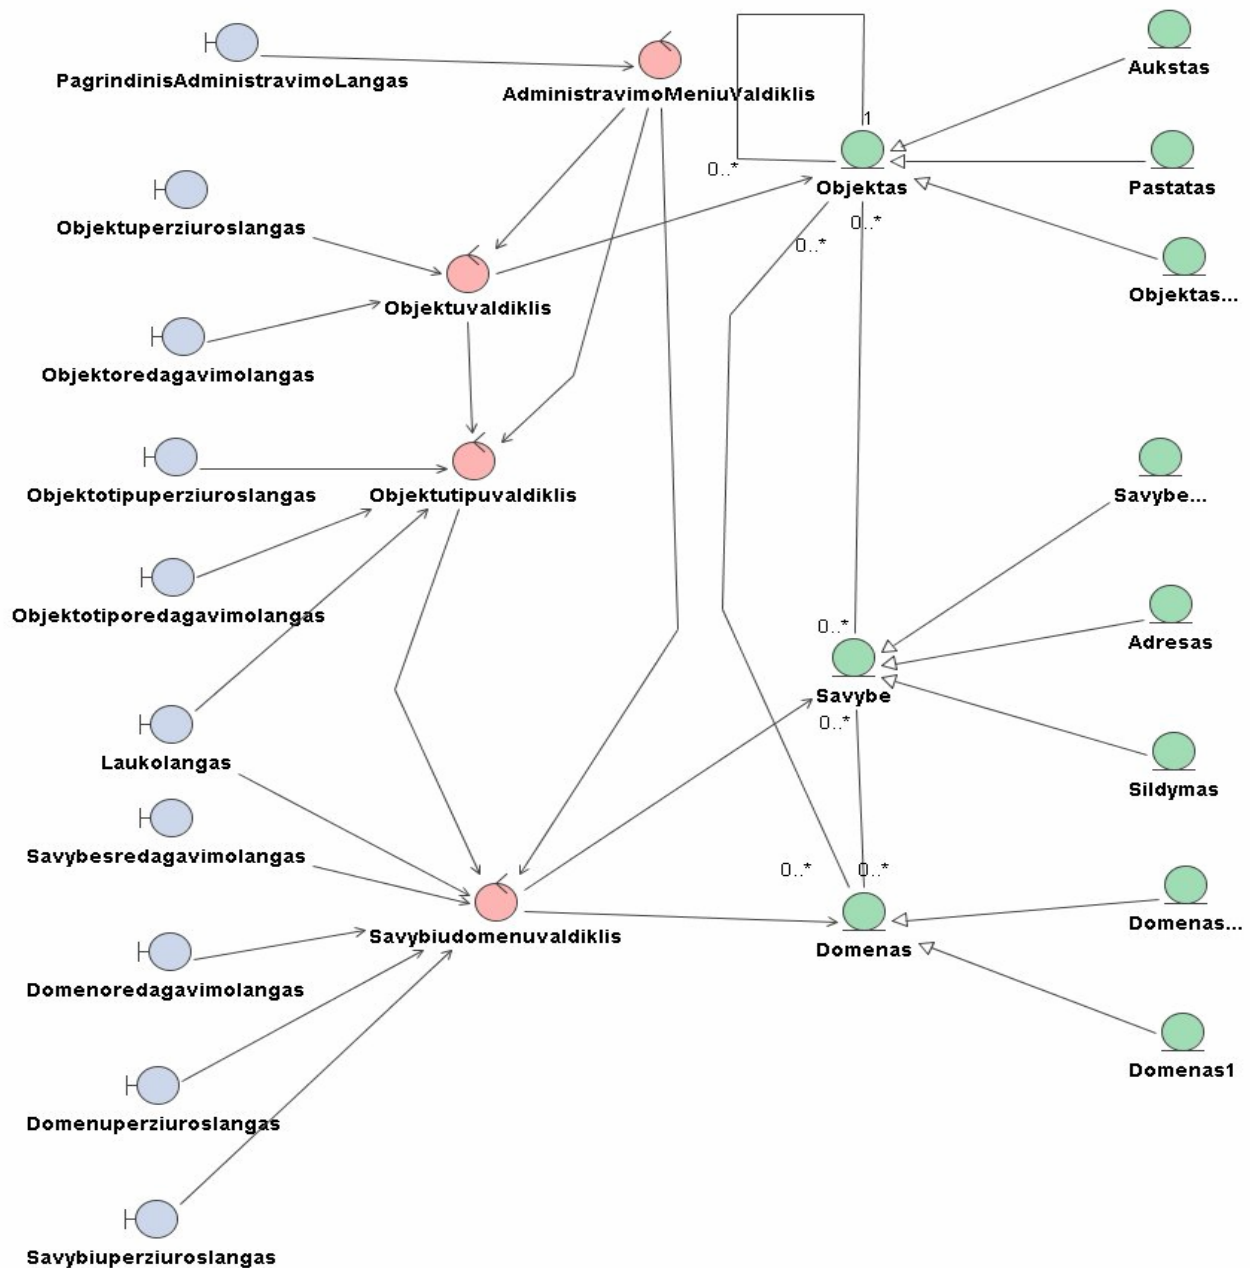 PagrindinisAdministravimoLangas
AdministravimoMeniuValdiklis
Aukstas
1
0..*
Objektas
Pastatas
Objektuperziuroslangas
0..*
0..*
Objektas...
Objektuvaldiklis
Objektoredagavimolangas
Objektotipuperziuroslangas
Objektutipuvaldiklis
Savybe...
Objektotiporedagavimolangas
0..*
Adresas
Savybe
0..*
Laukolangas
Sildymas
Savybesredagavimolangas
0..*
0..*
Savybiudomenuvaldiklis
Domenas
Domenas...
Domenoredagavimolangas
Domenas1
Domenuperziuroslangas
Savybiuperziuroslangas